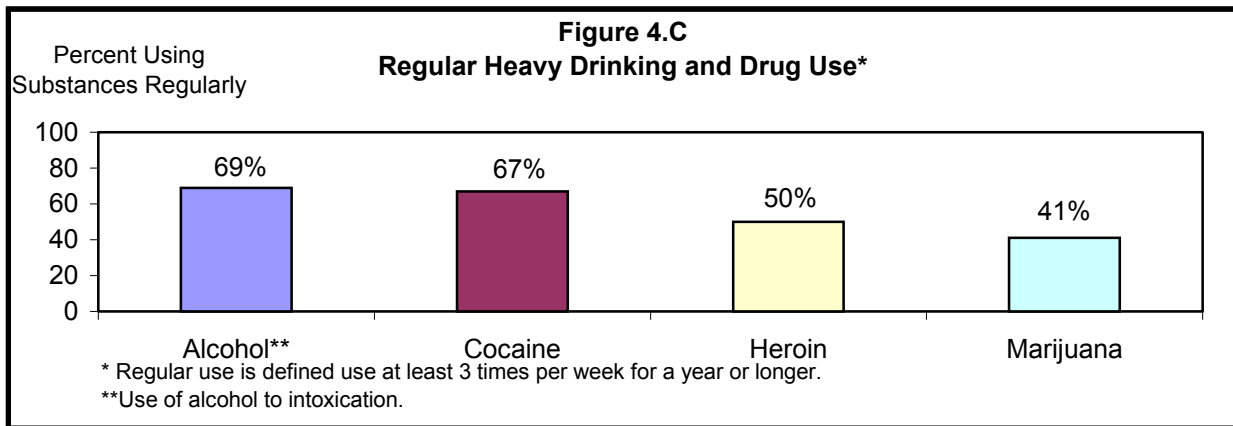 Figure 4.C
Regular Heavy Drinking and Drug Use*
Percent Using
Substances Regularly
100
80
60
40
20
0
69%
67%
50%
41%
Alcohol**
Cocaine
Heroin
Marijuana
* Regular use is defined use at least 3 times per week for a year or longer.
**Use of alcohol to intoxication.